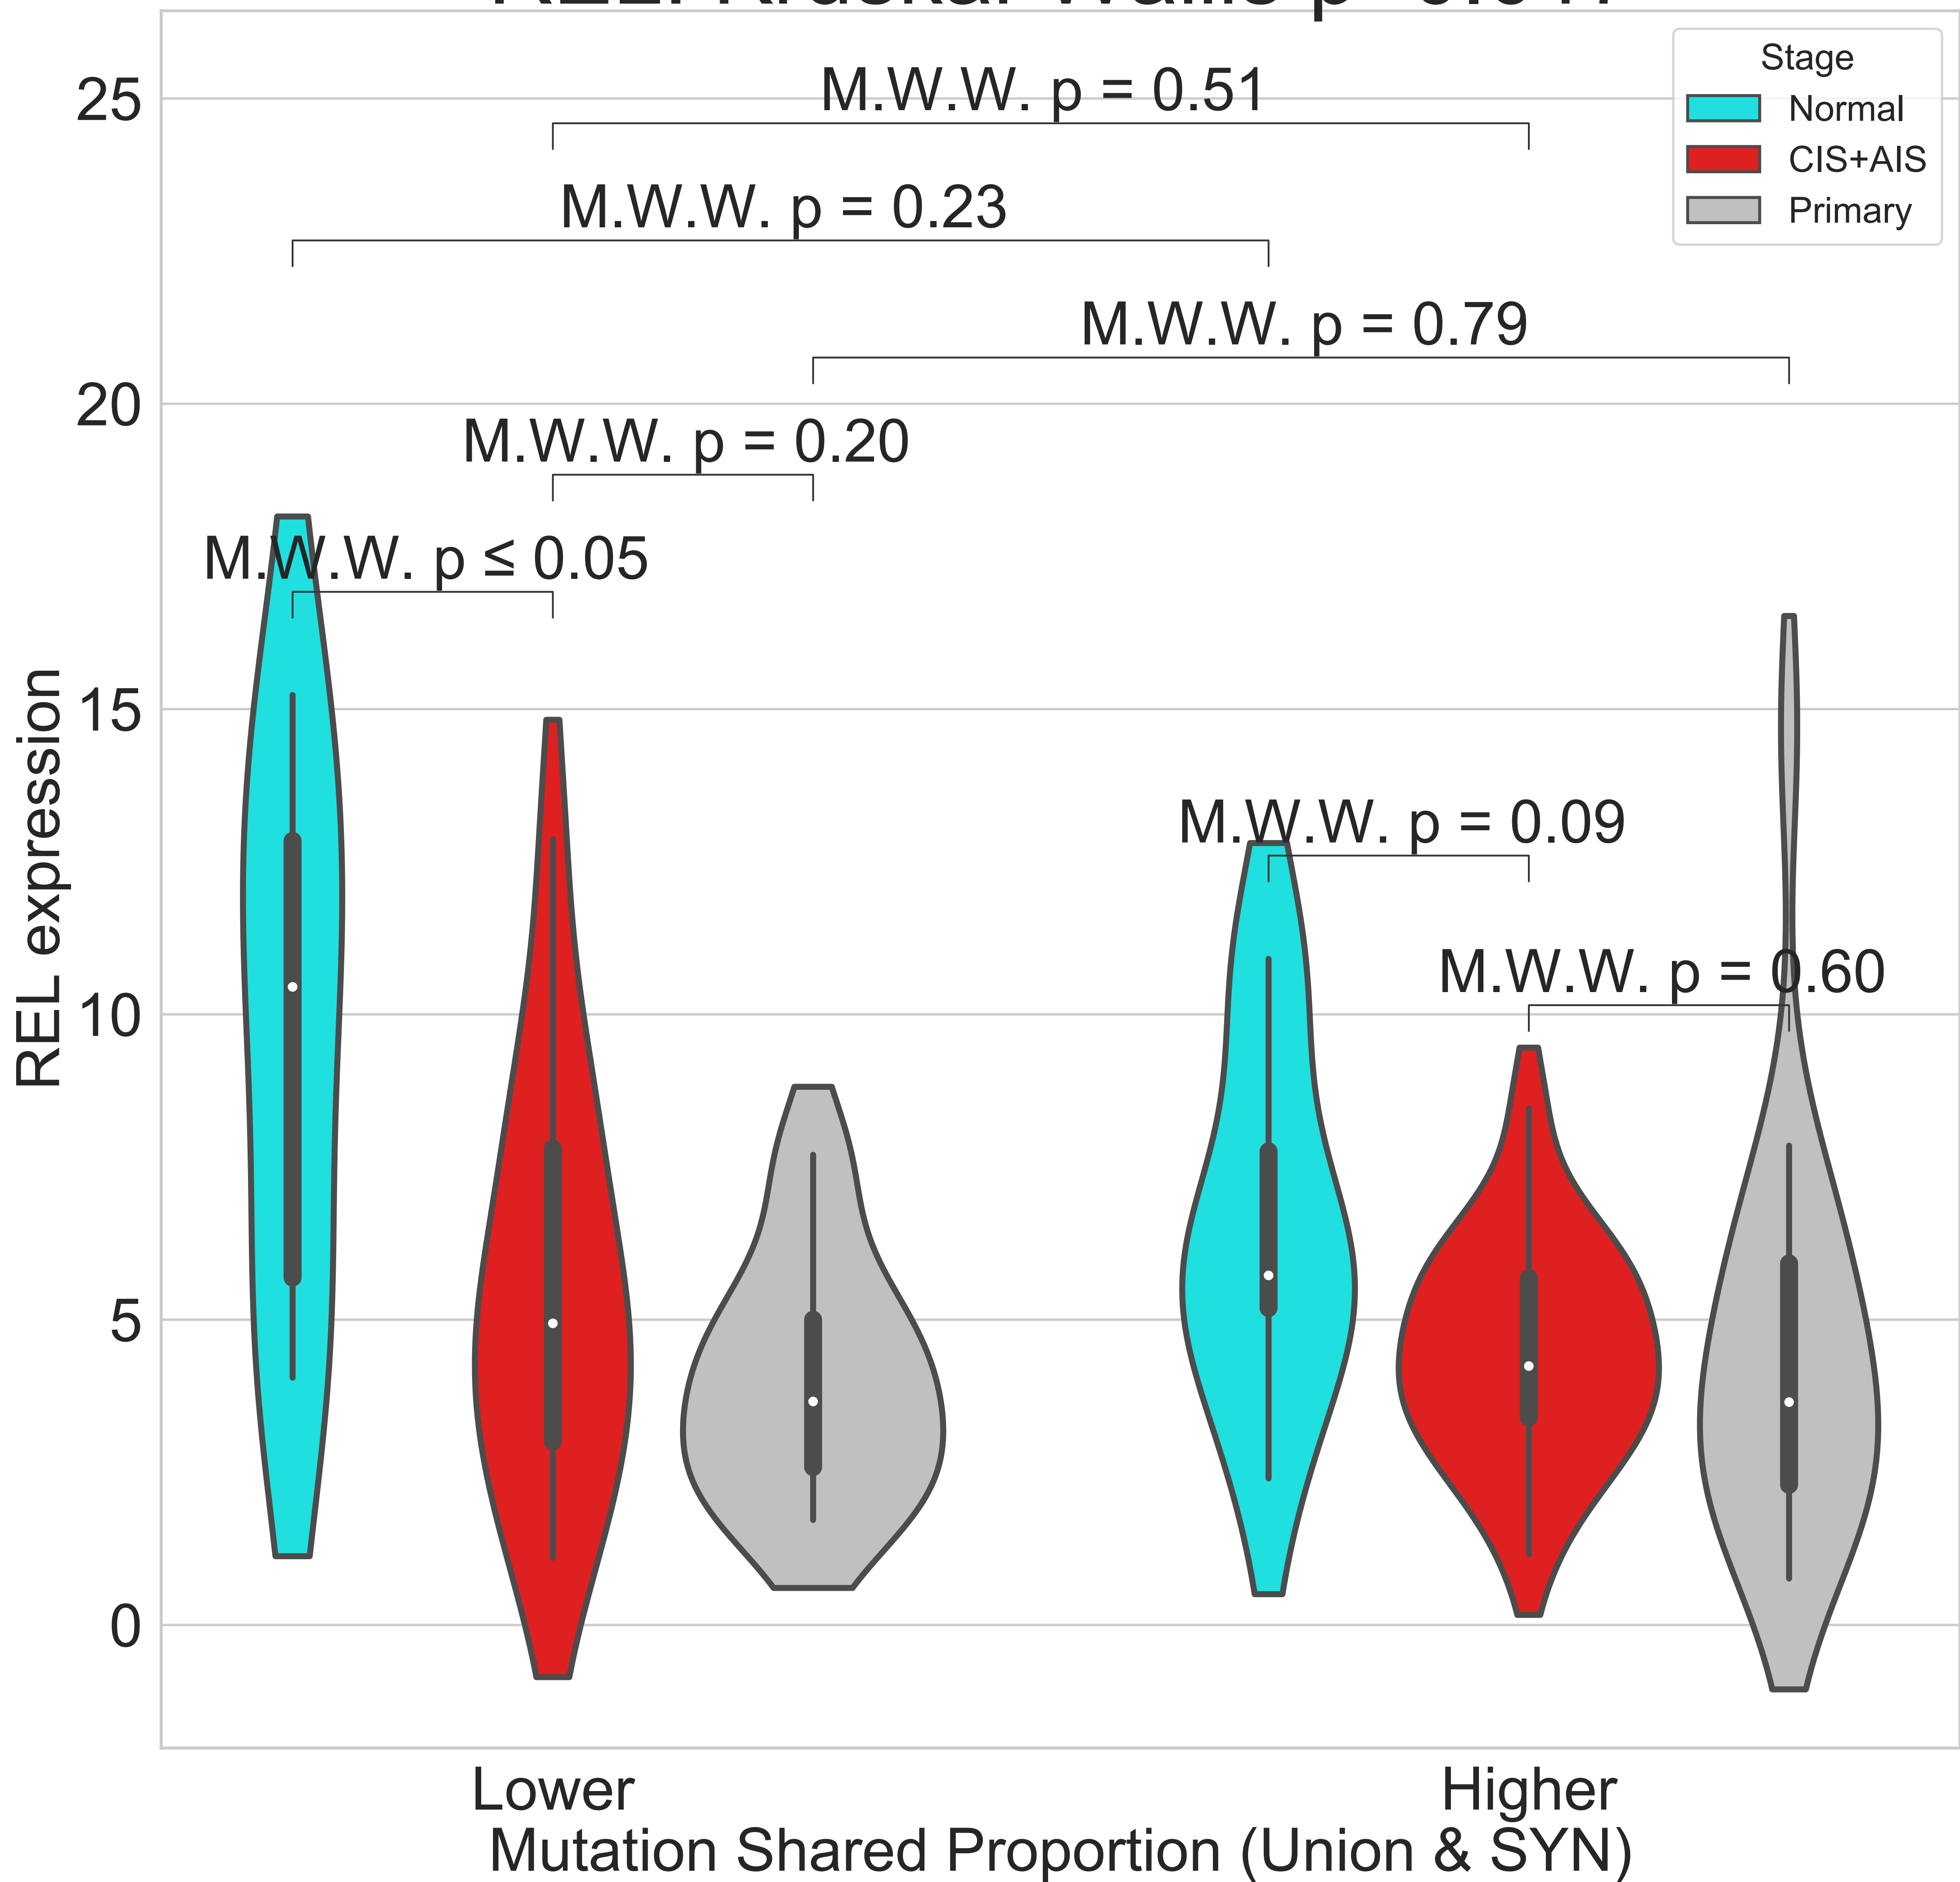 Stage
Normal
CIS+AIS
Primary
M.W.W. p = 0.51
M.W.W. p = 0.23
M.W.W. p = 0.79
M.W.W. p = 0.20
M.W.W. p ≤ 0.05
M.W.W. p = 0.09
M.W.W. p = 0.60
25
20
15
10
5
0
REL expression
Lower
Higher
Mutation Shared Proportion (Union & SYN)